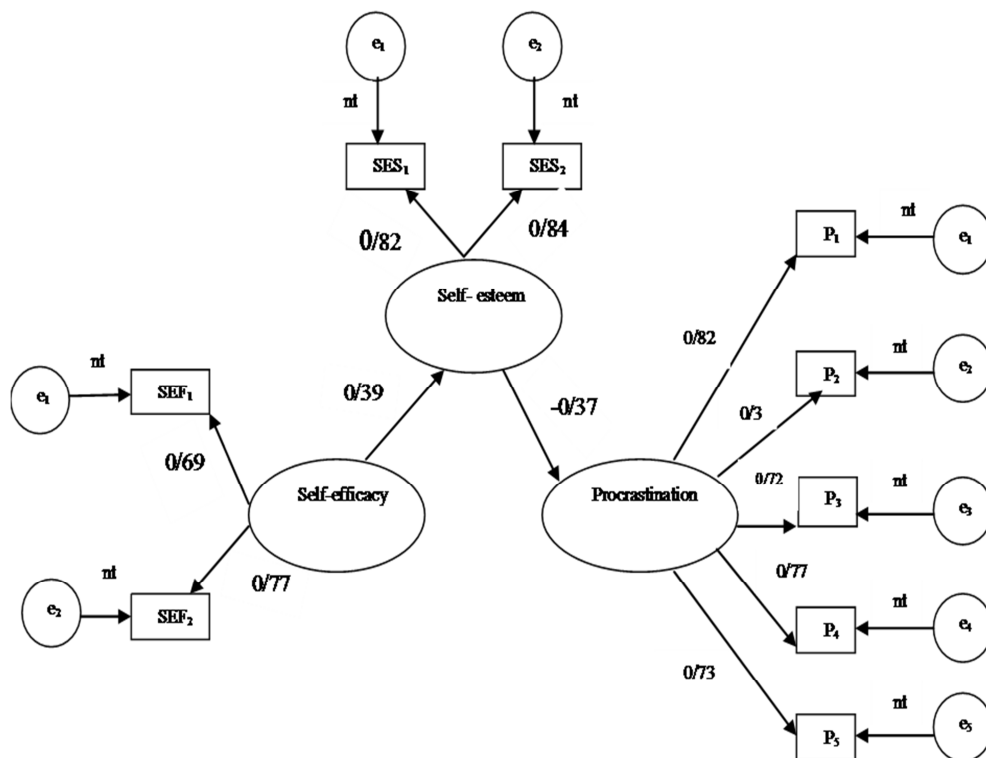 e₁
e₂
nt
nt
SES₁
SES₂
0/82
0/84
Self- esteem
nt
P₁
e₁
0/82
nt
P₂
e₂
0/3
nt
SEF₁
e₁
0/39
-0/37
0/69
Self-efficacy
Procrastination
0/72
P₃
nt
e₃
nt
e₂
SEF₂
0/77
0/77
P₄
nt
e₄
0/73
P₅
nt
e₅